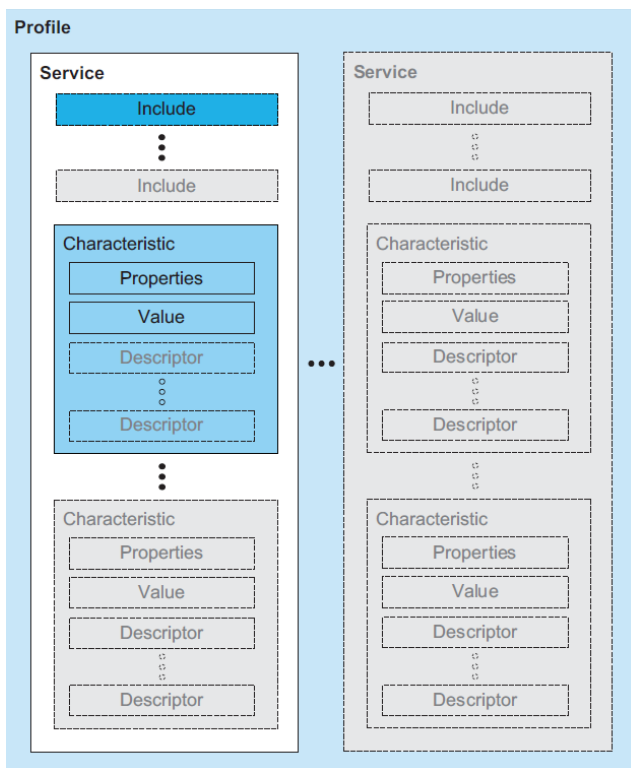 Profile
Service
Include
Include
Characteristic
Properties
Value
Descriptor
Descriptor
Characteristic
Properties
Value
Descriptor
Descriptor
Service
Include
Include
Characteristic
Properties
Value
Descriptor
Descriptor
Characteristic
Properties
Value
Descriptor
Descriptor